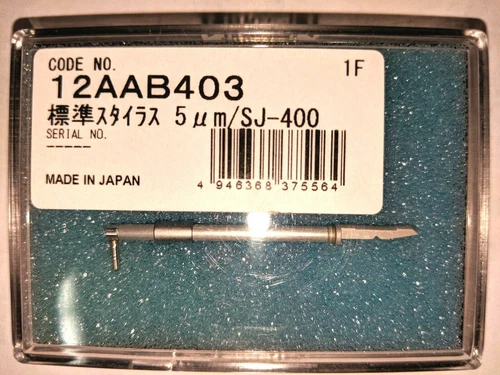 CODE NO.
12AAB403
1F
標準スタイラス 5μm/SJ-400
SERIAL NO.
-----
MADE IN JAPAN
4 946368 375564